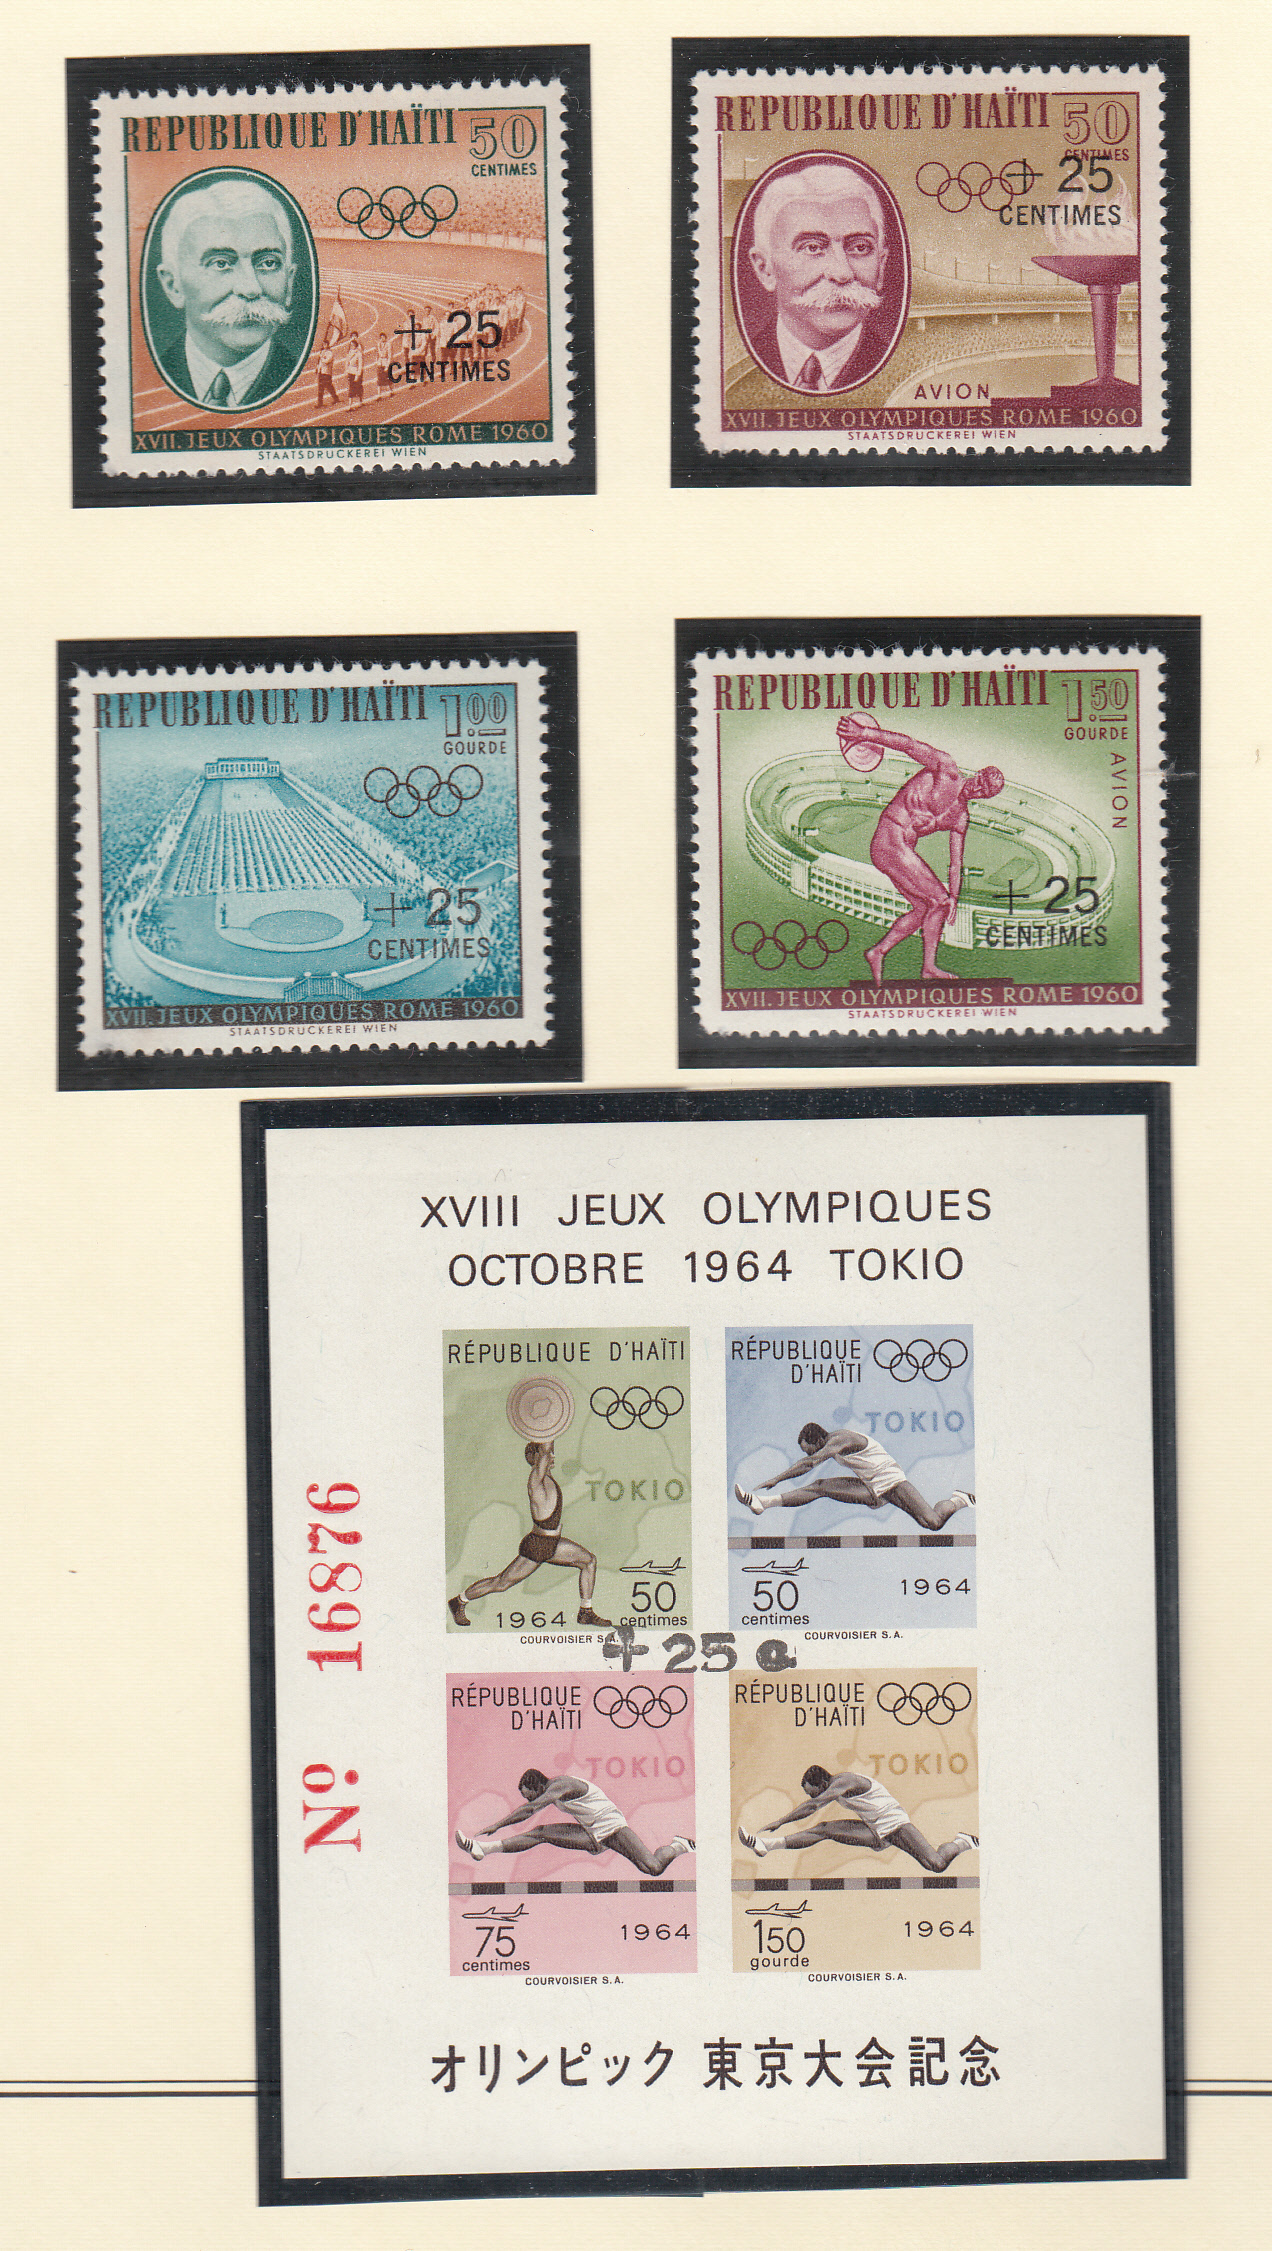 REPUBLIQUE D'HAÏTI
50
CENTIMES
+ 25
CENTIMES
XVII. JEUX OLYMPIQUES ROME 1960
STAATSDRUCKEREI WIEN
REPUBLIQUE D'HAÏTI
50
CENTIMES
+ 25
CENTIMES
AVION
XVII. JEUX OLYMPIQUES ROME 1960
STAATSDRUCKEREI WIEN
REPUBLIQUE D'HAÏTI
1.00
GOURDE
+ 25
CENTIMES
XVII. JEUX OLYMPIQUES ROME 1960
STAATSDRUCKEREI WIEN
REPUBLIQUE D'HAÏTI
1.50
GOURDE
AVION
+ 25
CENTIMES
XVII. JEUX OLYMPIQUES ROME 1960
STAATSDRUCKEREI WIEN
XVIII JEUX OLYMPIQUES
OCTOBRE 1964 TOKIO
No. 16876
RÉPUBLIQUE D'HAÏTI
TOKIO
50
1964 centimes
COURVOISIER S.A.
RÉPUBLIQUE
D'HAÏTI
TOKIO
50 1964
centimes
COURVOISIER S.A.
+25c
RÉPUBLIQUE
D'HAÏTI
TOKIO
75 1964
centimes
COURVOISIER S.A.
RÉPUBLIQUE
D'HAÏTI
TOKIO
150 1964
gourde
COURVOISIER S.A.
オリンピック 東京大会記念